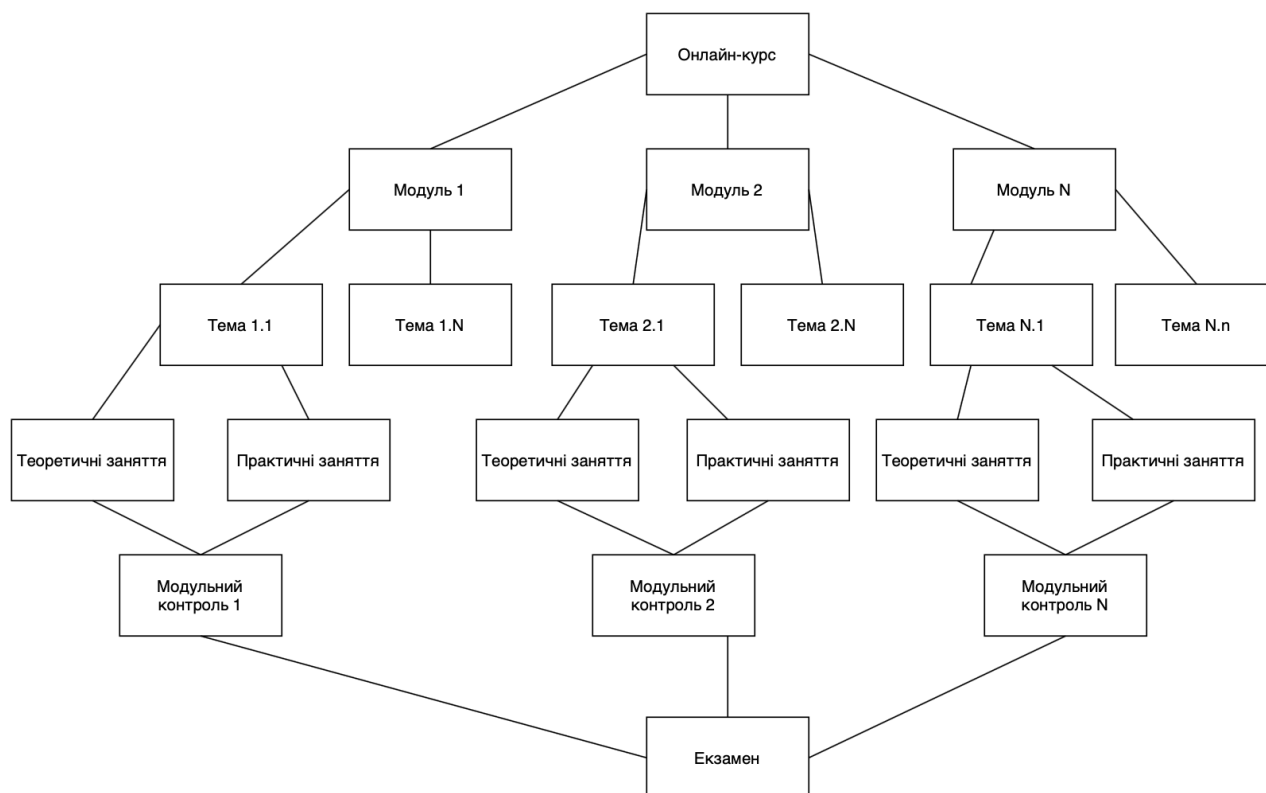 Онлайн-курс
Модуль 1
Модуль 2
Модуль N
Тема 1.1
Тема 1.N
Тема 2.1
Тема 2.N
Тема N.1
Тема N.n
Теоретичні заняття
Практичні заняття
Теоретичні заняття
Практичні заняття
Теоретичні заняття
Практичні заняття
Модульний
контроль 1
Модульний
контроль 2
Модульний
контроль N
Екзамен